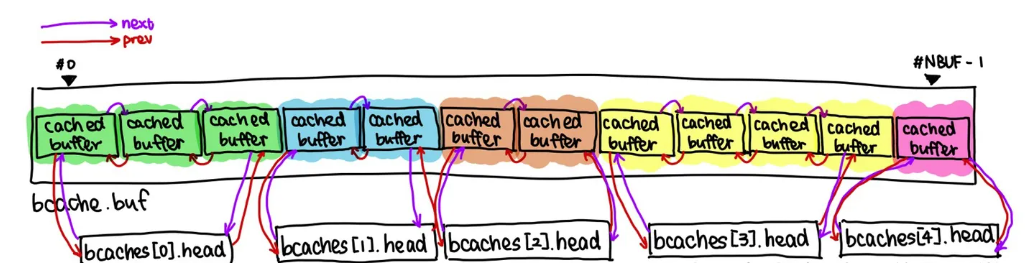 next
prev
#0
#NBUF-1
cached buffer
cached buffer
cached buffer
cached buffer
cached buffer
cached buffer
cached buffer
cached buffer
cached buffer
cached buffer
cached buffer
cached buffer
bcache.buf
bcaches[0].head
bcaches[1].head
bcaches[2].head
bcaches[3].head
bcaches[4].head